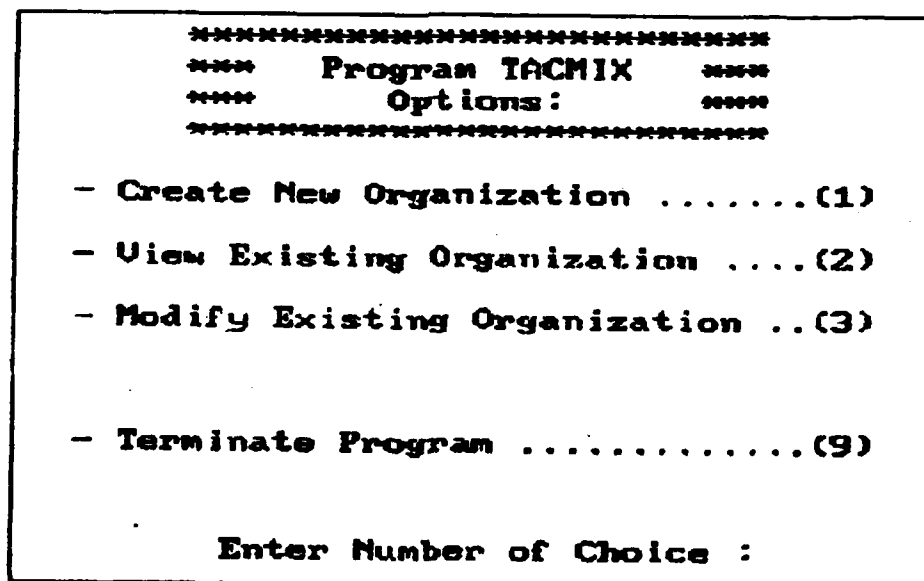 **************************
**** Program TACMIX ****
**** Options: ****
**************************
- Create New Organization .......(1)
- View Existing Organization ....(2)
- Modify Existing Organization ..(3)
- Terminate Program .............(9)
Enter Number of Choice :